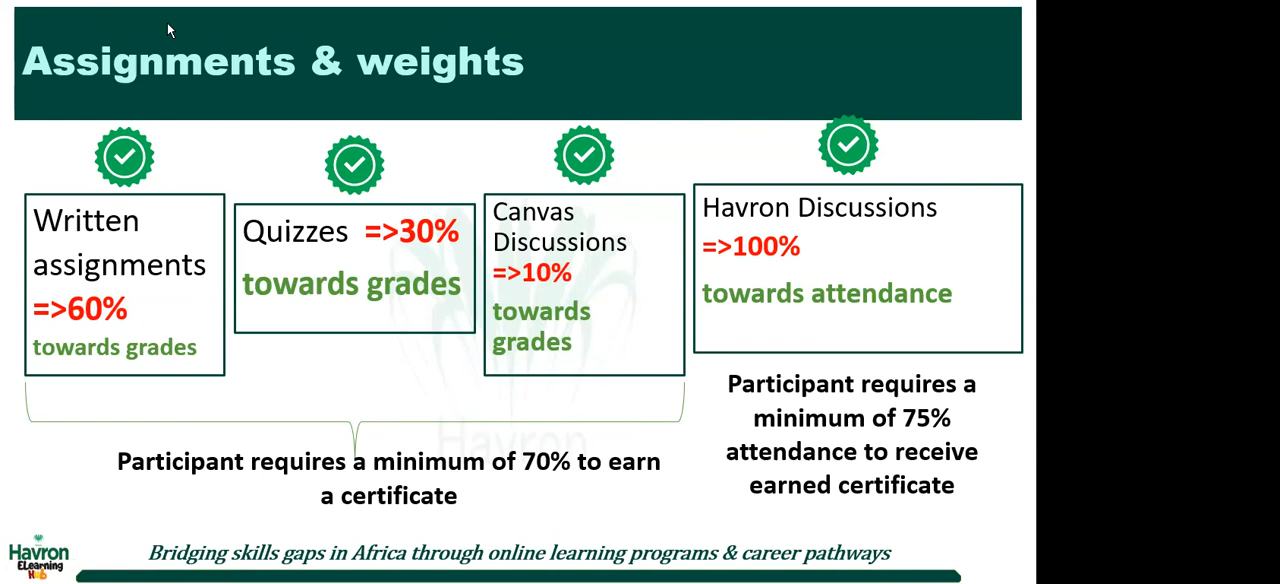 Assignments & weights
Written
assignments
=>60%
towards grades
Quizzes =>30%
towards grades
Canvas
Discussions
=>10%
towards
grades
Havron Discussions
=>100%
towards attendance
Participant requires a minimum of 70% to earn
a certificate
Participant requires a
minimum of 75%
attendance to receive
earned certificate
Havron
Havron
ELearning
Hub
Bridging skills gaps in Africa through online learning programs & career pathways